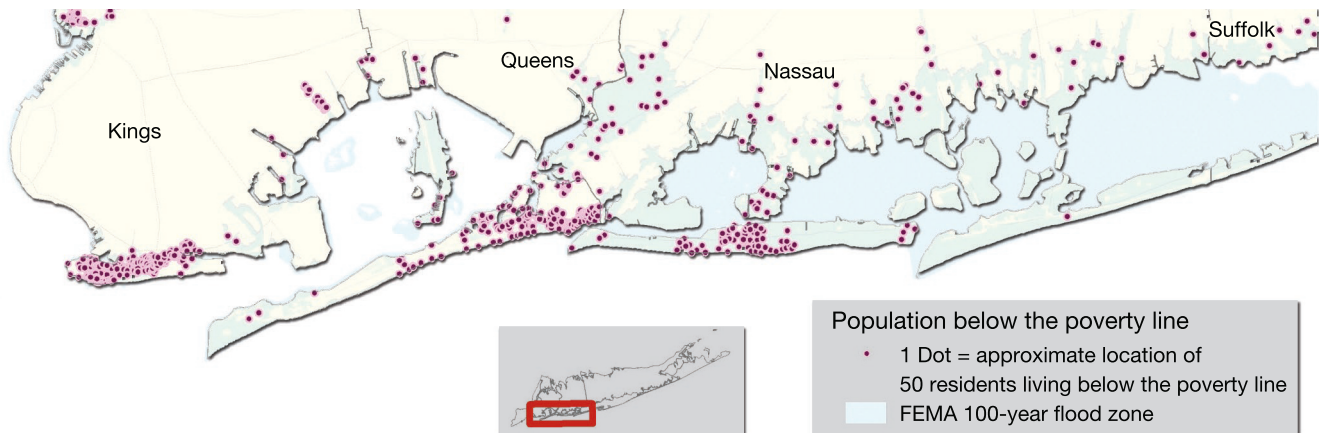 Suffolk
Queens
Nassau
Kings
Population below the poverty line
1 Dot = approximate location of
50 residents living below the poverty line
FEMA 100-year flood zone